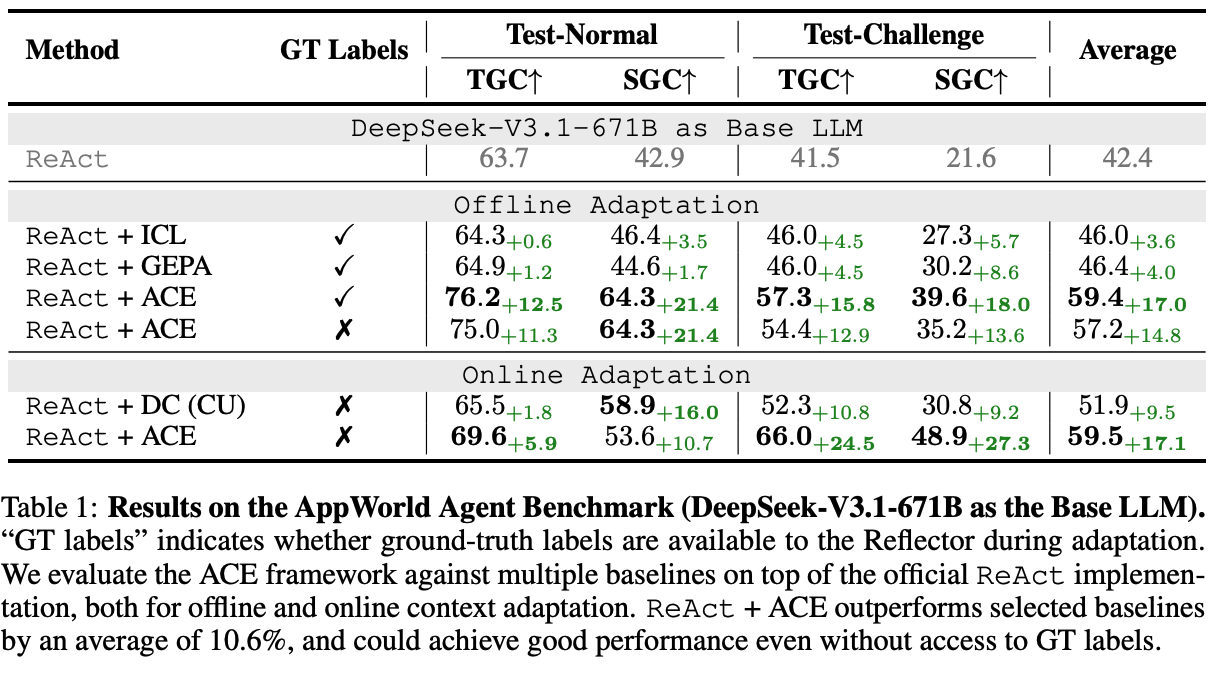 Method GT Labels Test-Normal Test-Challenge Average
TGC↑ SGC↑ TGC↑ SGC↑
DeepSeek-V3.1-671B as Base LLM
ReAct 63.7 42.9 41.5 21.6 42.4
Offline Adaptation
ReAct + ICL ✓ 64.3+0.6 46.4+3.5 46.0+4.5 27.3+5.7 46.0+3.6
ReAct + GEPA ✓ 64.9+1.2 44.6+1.7 46.0+4.5 30.2+8.6 46.4+4.0
ReAct + ACE ✓ 76.2+12.5 64.3+21.4 57.3+15.8 39.6+18.0 59.4+17.0
ReAct + ACE ✗ 75.0+11.3 64.3+21.4 54.4+12.9 35.2+13.6 57.2+14.8
Online Adaptation
ReAct + DC (CU) ✗ 65.5+1.8 58.9+16.0 52.3+10.8 30.8+9.2 51.9+9.5
ReAct + ACE ✗ 69.6+5.9 53.6+10.7 66.0+24.5 48.9+27.3 59.5+17.1
Table 1: Results on the AppWorld Agent Benchmark (DeepSeek-V3.1-671B as the Base LLM).
“GT labels” indicates whether ground-truth labels are available to the Reflector during adaptation.
We evaluate the ACE framework against multiple baselines on top of the official ReAct implemen-
tation, both for offline and online context adaptation. ReAct + ACE outperforms selected baselines
by an average of 10.6%, and could achieve good performance even without access to GT labels.